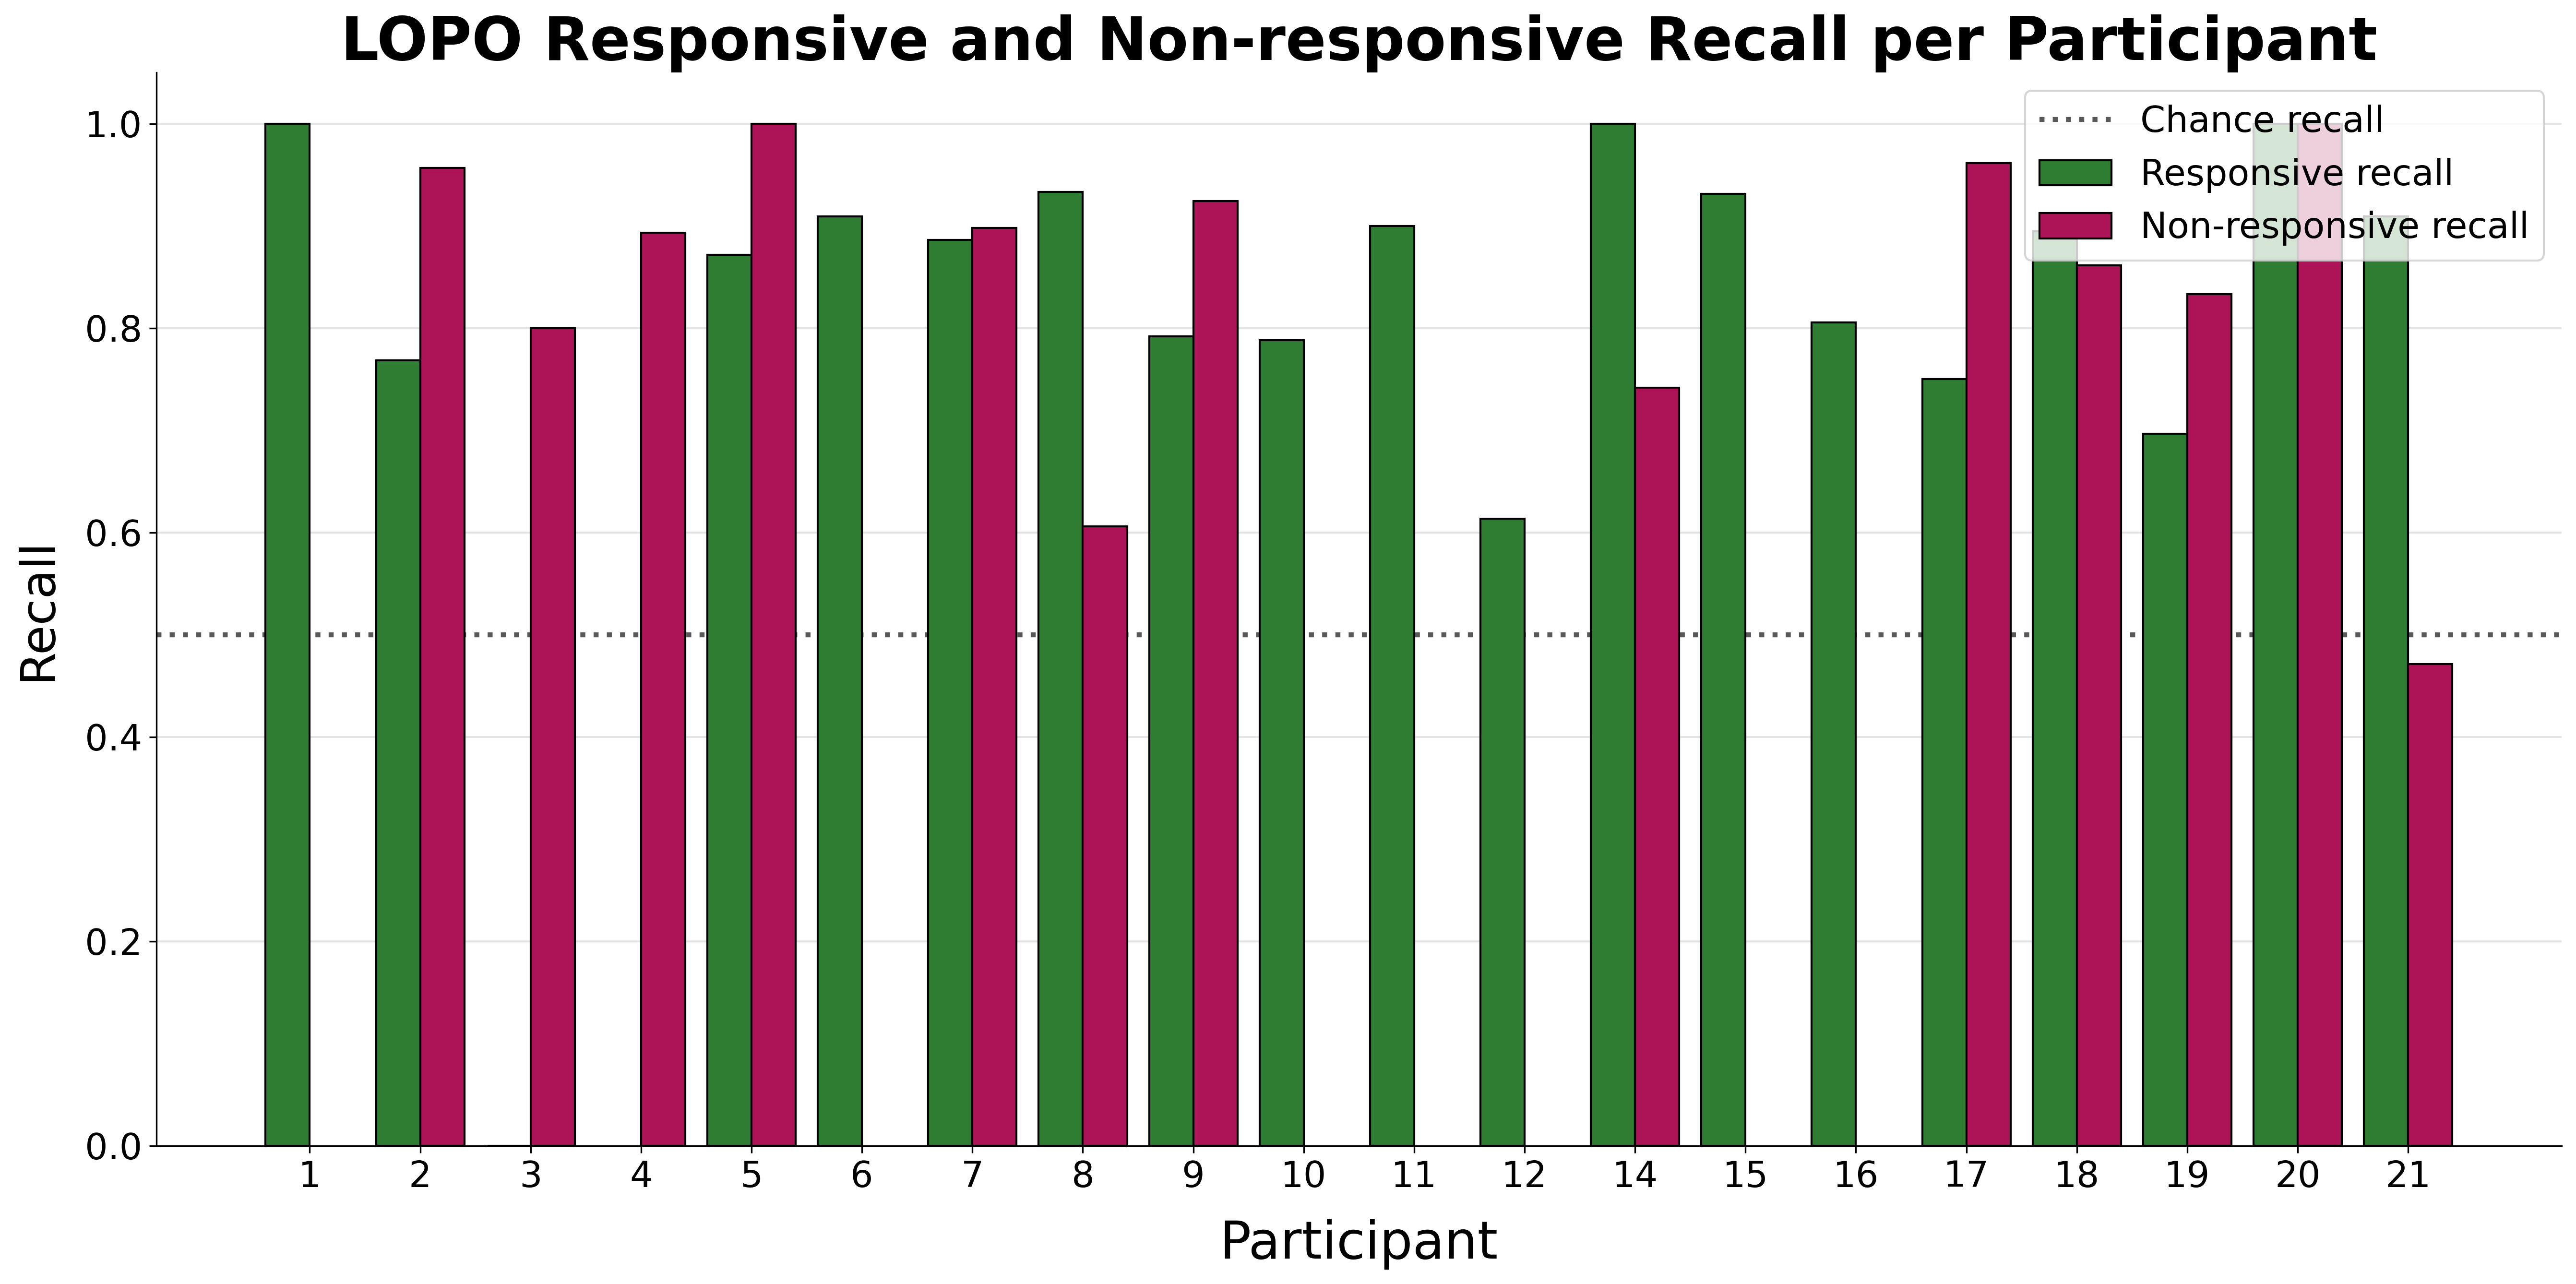 LOPO Responsive and Non-responsive Recall per Participant
Chance recall
Responsive recall
Non-responsive recall
1.0
0.8
0.6
0.4
0.2
0.0
Recall
1 2 3 4 5 6 7 8 9 10 11 12 14 15 16 17 18 19 20 21
Participant